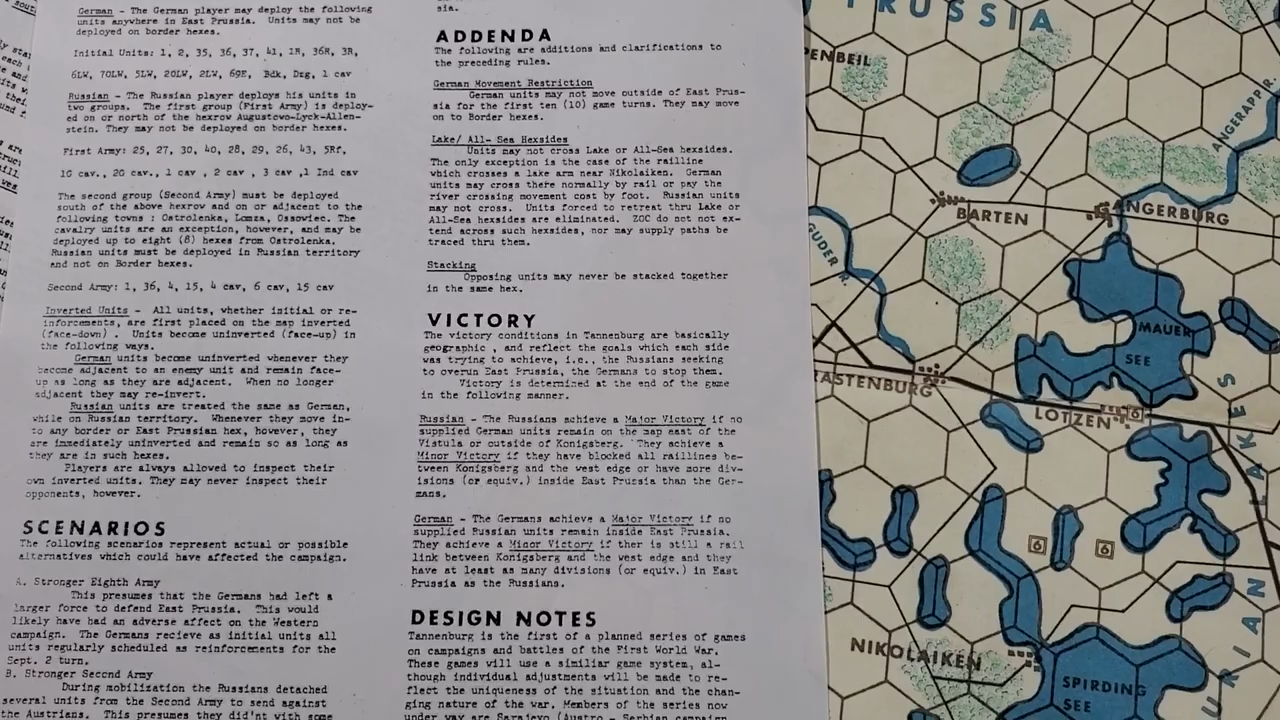 German - The German player may deploy the following
units anywhere in East Prussia. Units may not be
deployed on border hexes.
Initial Units: 1, 2, 35, 36, 37, 41, 1R, 36R, 3R,
6LW, 70LW, 5LW, 20LW, 2LW, 69E, Bdk, Dzg, 1 cav
Russian - The Russian player deploys his units in
two groups. The first group (First Army) is deploy-
ed on or north of the hexrow Augustowo-Lyck-Allen-
stein. They may not be deployed on border hexes.
First Army: 25, 27, 30, 40, 28, 29, 26, 43, 5Rf,
10 cav., 20 cav., 1 cav , 2 cav , 3 cav ,1 Ind cav
The second group (Second Army) must be deployed
south of the above hexrow and on or adjacent to the
following towns : Ostrolenka, Lomza, Ossowiec. The
cavalry units are an exception, however, and may be
deployed up to eight (8) hexes from Ostrolenka.
Russian units must be deployed in Russian territory
and not on Border hexes.
Second Army: 1, 36, 4, 15, 4 cav, 6 cav, 15 cav
Inverted Units - All units, whether initial or re-
inforcements, are first placed on the map inverted
(face-down) . Units become uninverted (face-up) in
the following ways.
German units become uninverted whenever they
become adjacent to an enemy unit and remain face-
up as long as they are adjacent. When no longer
adjacent they may re-invert.
Russian units are treated the same as German,
while on Russian territory. Whenever they move in-
to any border or East Prussian hex, however, they
are immediately uninverted and remain so as long as
they are in such hexes.
Players are always allowed to inspect their
own inverted units. They may never inspect their
opponents, however.
SCENARIOS
The following scenarios represent actual or possible
alternatives which could have affected the campaign.
A. Stronger Eighth Army
This presumes that the Germans had left a
larger force to defend East Prussia. This would
likely have had an adverse affect on the Western
campaign. The Germans recieve as initial units all
units regularly scheduled as reinforcements for the
Sept. 2 turn.
B. Stronger Second Army
During mobilization the Russians detached
several units from the Second Army to send against
the Austrians. This presumes they did'nt with some
sia.
ADDENDA
The following are additions and clarifications to
the preceding rules.
German Movement Restriction
German units may not move outside of East Prus-
sia for the first ten (10) game turns. They may move
on to Border hexes.
Lake/ All- Sea Hexsides
Units may not cross Lake or All-Sea hexsides.
The only exception is the case of the railline
which crosses a lake arm near Nikolaiken. German
units may cross there normally by rail or pay the
river crossing movement cost by foot. Russian units
may not cross. Units forced to retreat thru Lake or
All-Sea hexsides are eliminated. ZOC do not ex-
tend across such hexsides, nor may supply paths be
traced thru them.
Stacking
Opposing units may never be stacked together
in the same hex.
VICTORY
The victory conditions in Tannenburg are basically
geographic , and reflect the goals which each side
was trying to achieve, i.e., the Russians seeking
to overun East Prussia, the Germans to stop them.
Victory is determined at the end of the game
in the following manner.
Russian - The Russians achieve a Major Victory if no
supplied German units remain on the map east of the
Vistula or outside of Konigsberg. They achieve a
Minor Victory if they have blocked all raillines be-
tween Konigsberg and the west edge or have more div-
isions (or equiv.) inside East Prussia than the Ger-
mans.
German - The Germans achieve a Major Victory if no
supplied Russian units remain inside East Prussia.
They achieve a Minor Victory if ther is still a rail
link between Konigsberg and the west edge and they
have at least as many divisions (or equiv.) in East
Prussia as the Russians.
DESIGN NOTES
Tannenburg is the first of a planned series of games
on campaigns and battles of the First World War.
These games will use a similiar game system, al-
though individual adjustments will be made to re-
flect the uniqueness of the situation and the chan-
ging nature of the war. Members of the series now
under way are Sarajevo (Austro - Serbian campaign
PRUSSIA
PENBEIL
ANGERAPP R.
BARTEN
ANGERBURG
GUDER R.
MAUER
SEE
RASTENBURG
LOTZEN
6
LAKES
6
6
NIKOLAIKEN
SPIRDING
SEE
URIAN